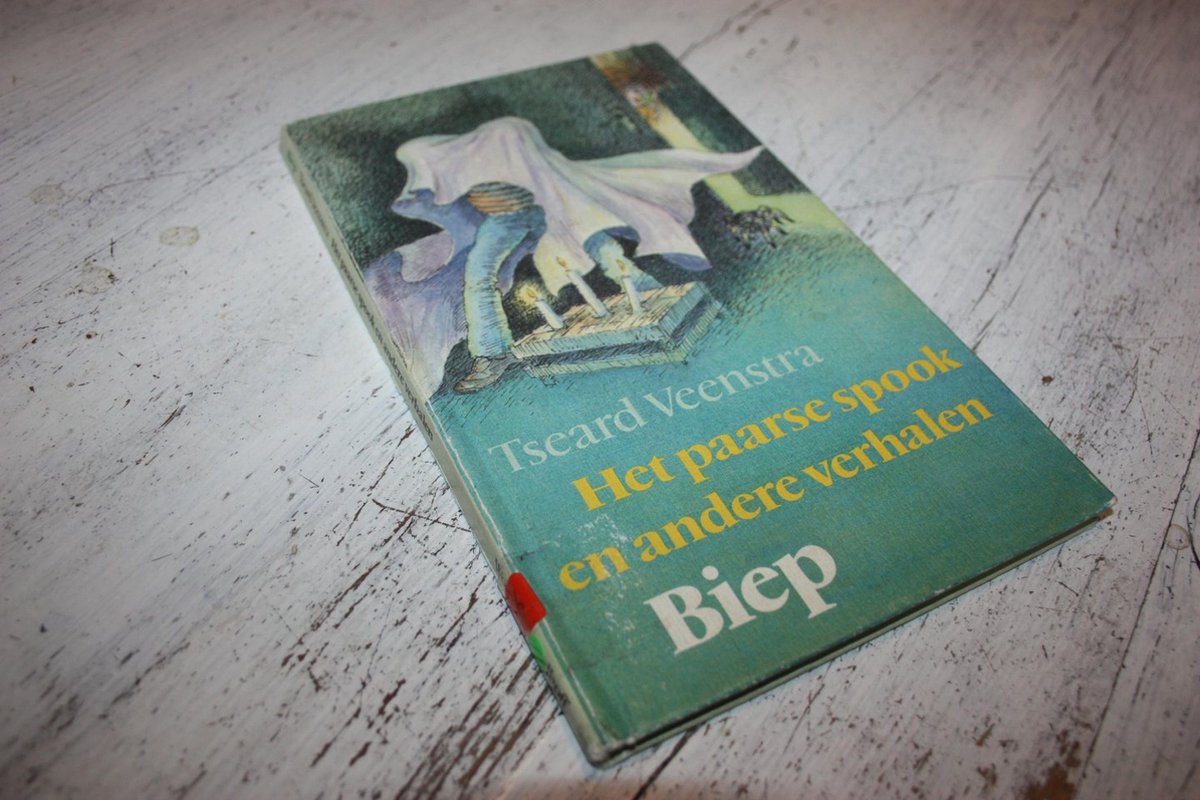 Tseard Veenstra
Het paarse spook
en andere verhalen
Biep